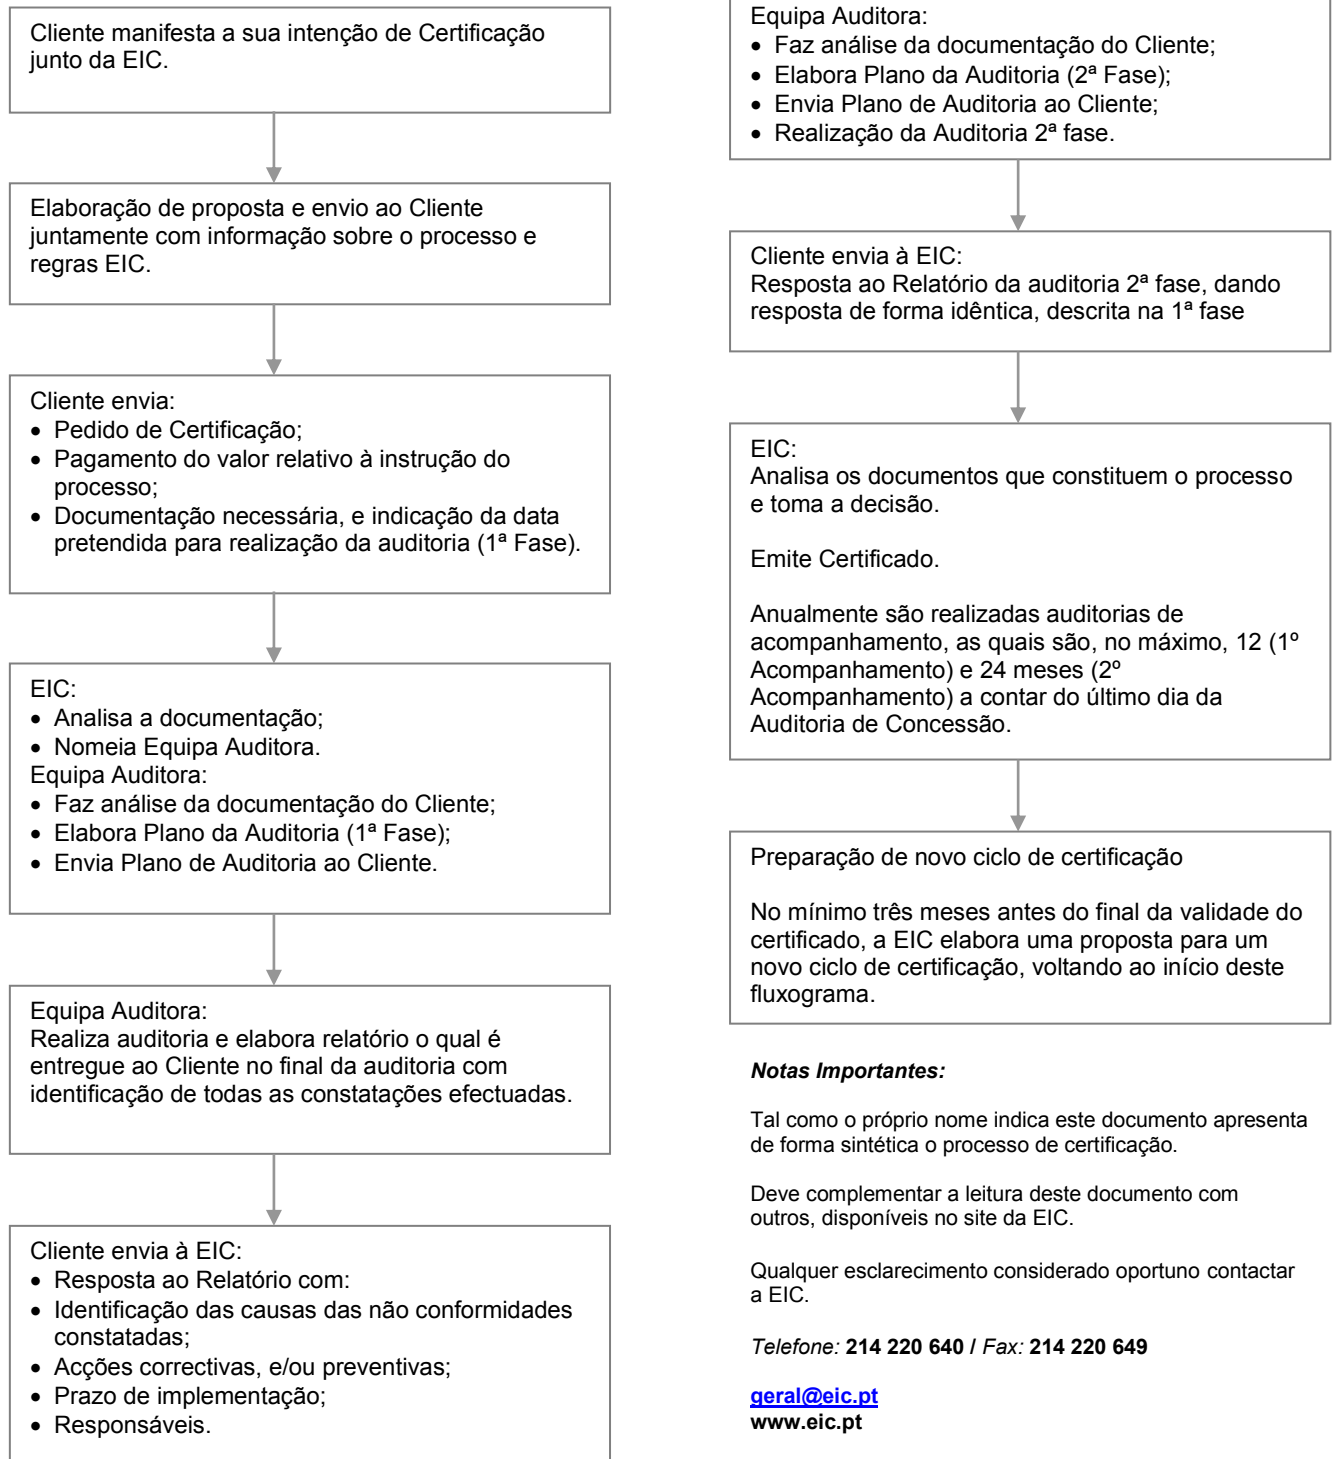 Cliente manifesta a sua intenção de Certificação
junto da EIC.
Elaboração de proposta e envio ao Cliente
juntamente com informação sobre o processo e
regras EIC.
Cliente envia:
• Pedido de Certificação;
• Pagamento do valor relativo à instrução do
processo;
• Documentação necessária, e indicação da data
pretendida para realização da auditoria (1ª Fase).
EIC:
• Analisa a documentação;
• Nomeia Equipa Auditora.
Equipa Auditora:
• Faz análise da documentação do Cliente;
• Elabora Plano da Auditoria (1ª Fase);
• Envia Plano de Auditoria ao Cliente.
Equipa Auditora:
Realiza auditoria e elabora relatório o qual é
entregue ao Cliente no final da auditoria com
identificação de todas as constatações efectuadas.
Cliente envia à EIC:
• Resposta ao Relatório com:
• Identificação das causas das não conformidades
constatadas;
• Acções correctivas, e/ou preventivas;
• Prazo de implementação;
• Responsáveis.
Equipa Auditora:
• Faz análise da documentação do Cliente;
• Elabora Plano da Auditoria (2ª Fase);
• Envia Plano de Auditoria ao Cliente;
• Realização da Auditoria 2ª fase.
Cliente envia à EIC:
Resposta ao Relatório da auditoria 2ª fase, dando
resposta de forma idêntica, descrita na 1ª fase
EIC:
Analisa os documentos que constituem o processo
e toma a decisão.
Emite Certificado.
Anualmente são realizadas auditorias de
acompanhamento, as quais são, no máximo, 12 (1º
Acompanhamento) e 24 meses (2º
Acompanhamento) a contar do último dia da
Auditoria de Concessão.
Preparação de novo ciclo de certificação
No mínimo três meses antes do final da validade do
certificado, a EIC elabora uma proposta para um
novo ciclo de certificação, voltando ao início deste
fluxograma.
Notas Importantes:
Tal como o próprio nome indica este documento apresenta
de forma sintética o processo de certificação.
Deve complementar a leitura deste documento com
outros, disponíveis no site da EIC.
Qualquer esclarecimento considerado oportuno contactar
a EIC.
Telefone: 214 220 640 / Fax: 214 220 649
geral@eic.pt
www.eic.pt